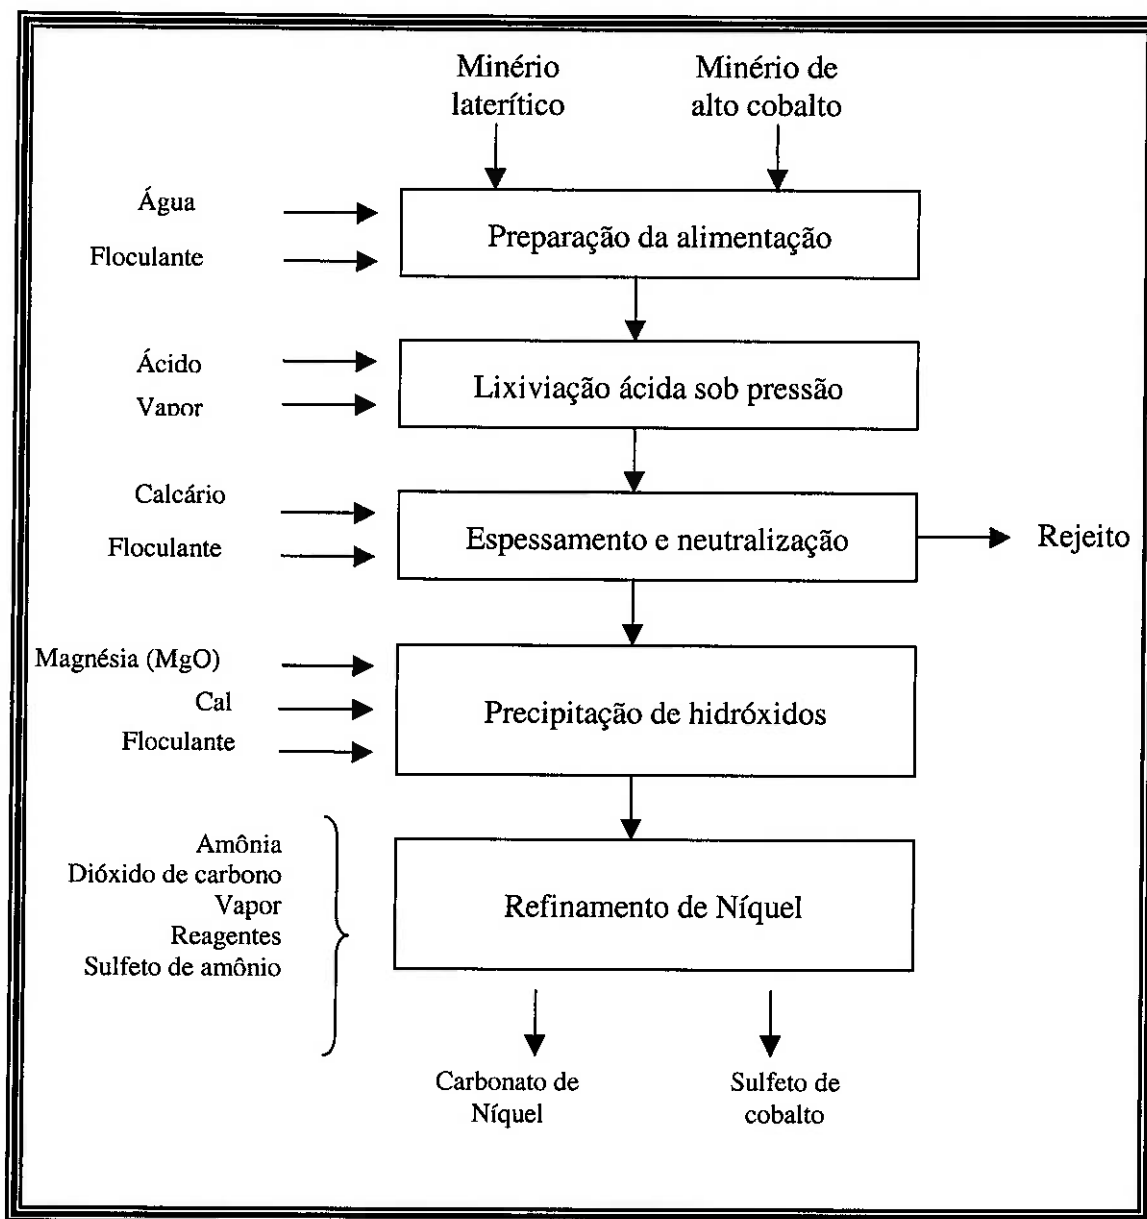 Minério
laterítico
Minério de
alto cobalto
Água
Floculante
Preparação da alimentação
Ácido
Vapor
Lixiviação ácida sob pressão
Calcário
Floculante
Espessamento e neutralização
Rejeito
Magnésia (MgO)
Cal
Floculante
Precipitação de hidróxidos
Amônia
Dióxido de carbono
Vapor
Reagentes
Sulfeto de amônio
Refinamento de Níquel
Carbonato de
Níquel
Sulfeto de
cobalto